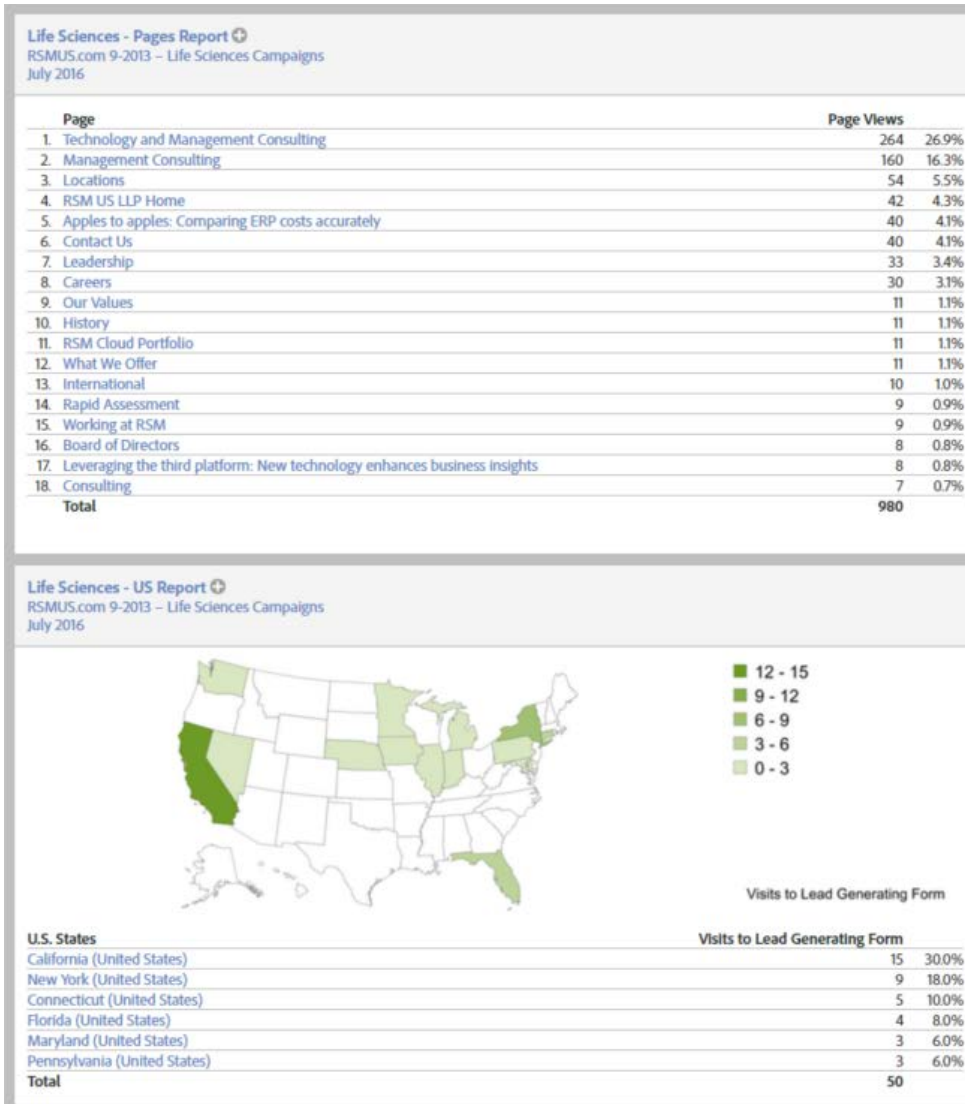 Life Sciences - Pages Report
RSMUS.com 9-2013 – Life Sciences Campaigns
July 2016
Page Page Views
1. Technology and Management Consulting 264 26.9%
2. Management Consulting 160 16.3%
3. Locations 54 5.5%
4. RSM US LLP Home 42 4.3%
5. Apples to apples: Comparing ERP costs accurately 40 4.1%
6. Contact Us 40 4.1%
7. Leadership 33 3.4%
8. Careers 30 3.1%
9. Our Values 11 1.1%
10. History 11 1.1%
11. RSM Cloud Portfolio 11 1.1%
12. What We Offer 11 1.1%
13. International 10 1.0%
14. Rapid Assessment 9 0.9%
15. Working at RSM 9 0.9%
16. Board of Directors 8 0.8%
17. Leveraging the third platform: New technology enhances business insights 8 0.8%
18. Consulting 7 0.7%
Total 980
Life Sciences - US Report
RSMUS.com 9-2013 – Life Sciences Campaigns
July 2016
12 - 15
9 - 12
6 - 9
3 - 6
0 - 3
Visits to Lead Generating Form
U.S. States Visits to Lead Generating Form
California (United States) 15 30.0%
New York (United States) 9 18.0%
Connecticut (United States) 5 10.0%
Florida (United States) 4 8.0%
Maryland (United States) 3 6.0%
Pennsylvania (United States) 3 6.0%
Total 50